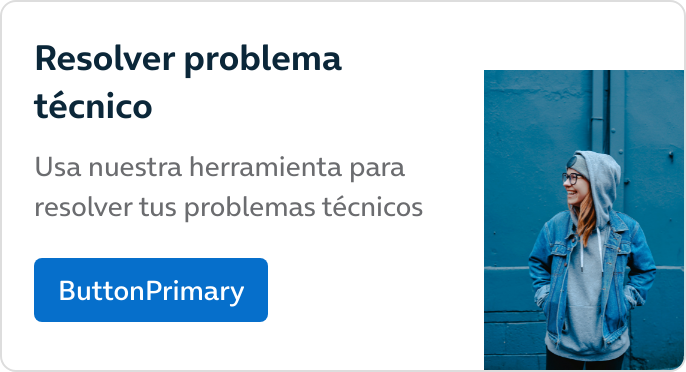 Resolver problema
técnico
Usa nuestra herramienta para
resolver tus problemas técnicos
ButtonPrimary